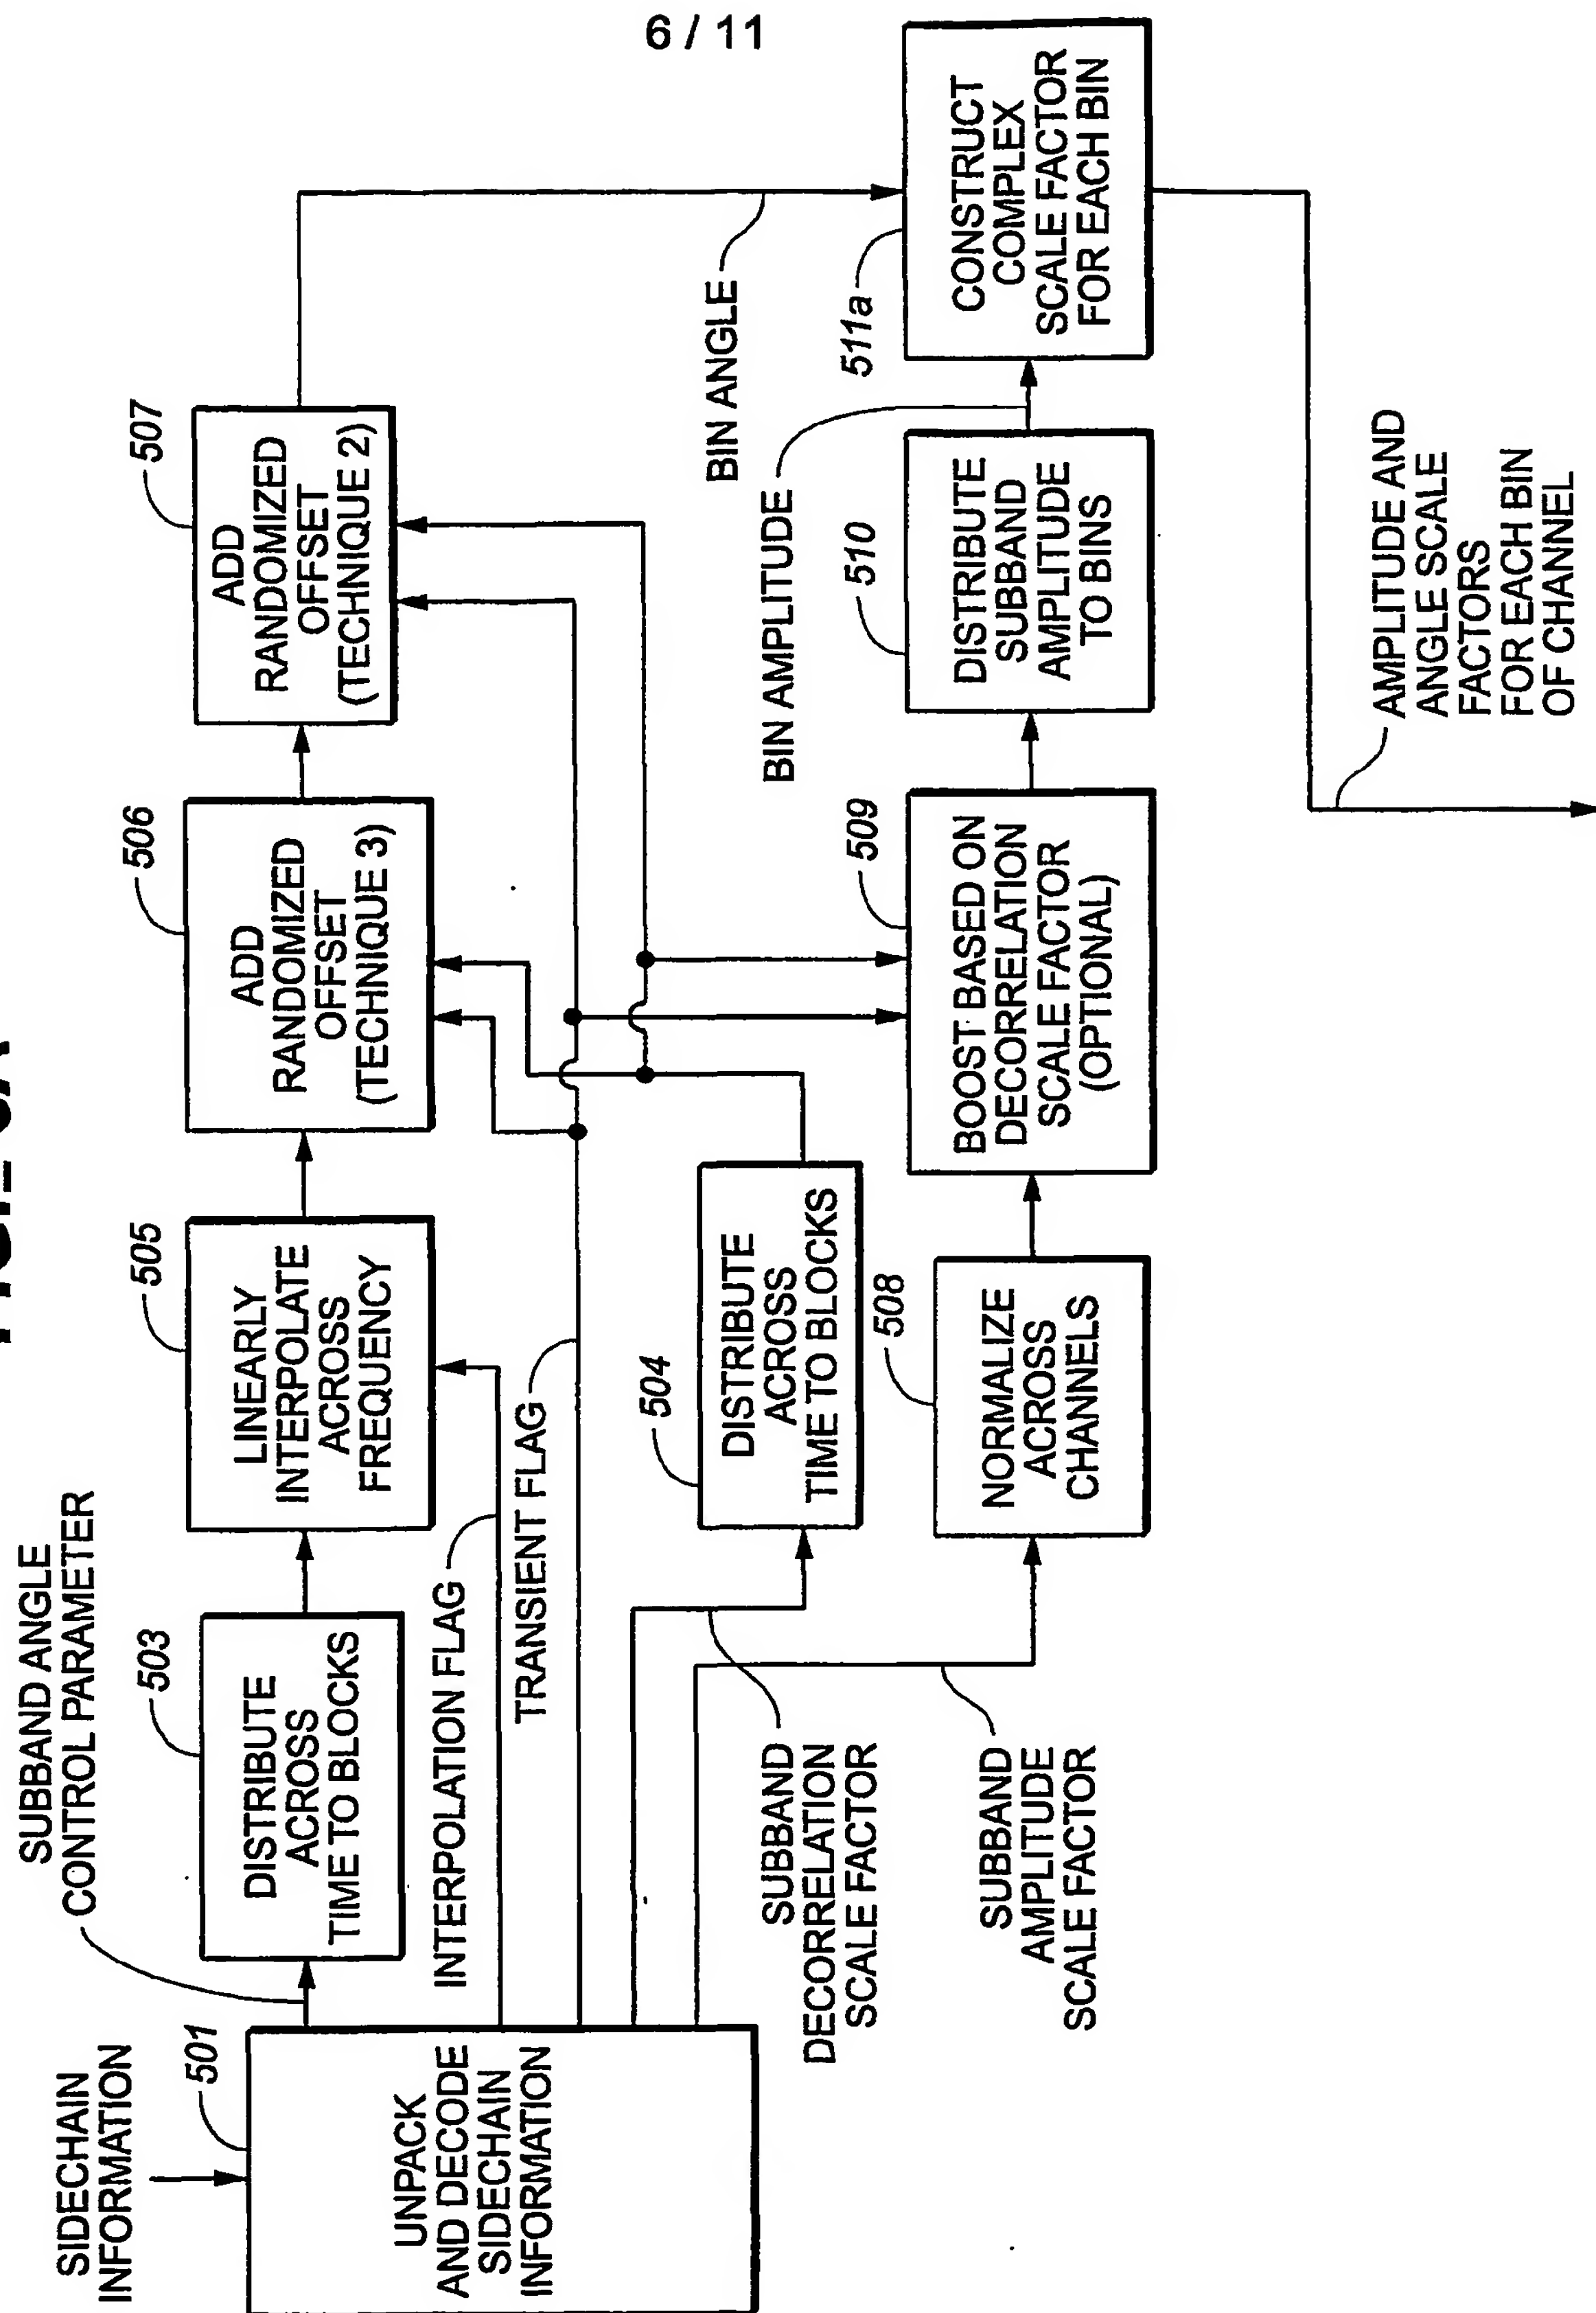 6 / 11
SIDECHAIN
INFORMATION
501
UNPACK
AND DECODE
SIDECHAIN
INFORMATION
SUBBAND ANGLE
CONTROL PARAMETER
503
DISTRIBUTE
ACROSS
TIME TO BLOCKS
505
LINEARLY
INTERPOLATE
ACROSS
FREQUENCY
506
ADD
RANDOMIZED
OFFSET
(TECHNIQUE 3)
507
ADD
RANDOMIZED
OFFSET
(TECHNIQUE 2)
INTERPOLATION FLAG
TRANSIENT FLAG
504
DISTRIBUTE
ACROSS
TIME TO BLOCKS
SUBBAND
DECORRELATION
SCALE FACTOR
SUBBAND
AMPLITUDE
SCALE FACTOR
508
NORMALIZE
ACROSS
CHANNELS
509
BOOST BASED ON
DECORRELATION
SCALE FACTOR
(OPTIONAL)
510
DISTRIBUTE
SUBBAND
AMPLITUDE
TO BINS
BIN AMPLITUDE
BIN ANGLE
511a
CONSTRUCT
COMPLEX
SCALE FACTOR
FOR EACH BIN
AMPLITUDE AND
ANGLE SCALE
FACTORS
FOR EACH BIN
OF CHANNEL